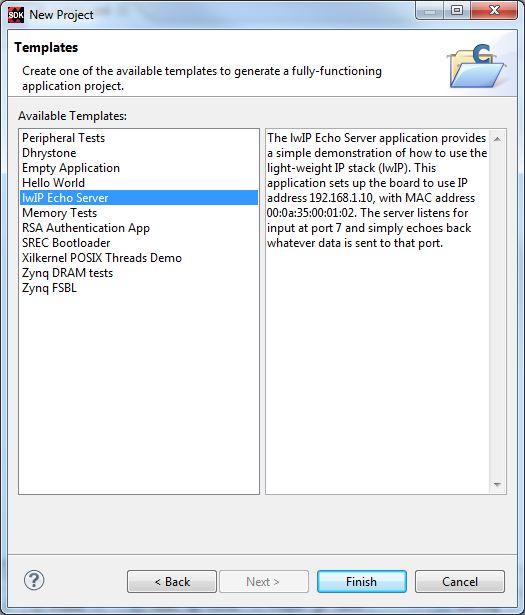 SDK New Project
Templates
Create one of the available templates to generate a fully-functioning
application project.
C
Available Templates:
Peripheral Tests
Dhrystone
Empty Application
Hello World
lwIP Echo Server
Memory Tests
RSA Authentication App
SREC Bootloader
Xilkernel POSIX Threads Demo
Zynq DRAM tests
Zynq FSBL
The lwIP Echo Server application provides
a simple demonstration of how to use the
light-weight IP stack (lwIP). This
application sets up the board to use IP
address 192.168.1.10, with MAC address
00:0a:35:00:01:02. The server listens for
input at port 7 and simply echoes back
whatever data is sent to that port.
?
< Back
Next >
Finish
Cancel